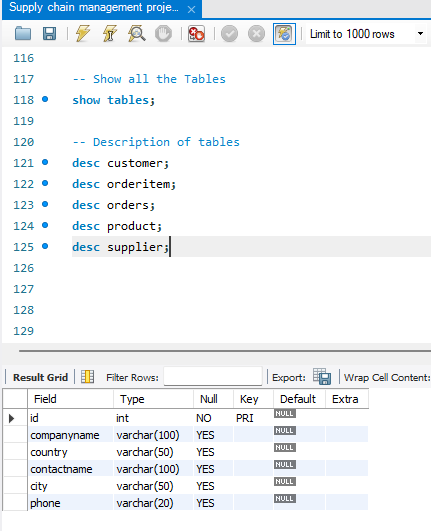 Supply chain management proje...
Limit to 1000 rows
116
117 -- Show all the Tables
118 show tables;
119
120 -- Description of tables
121 desc customer;
122 desc orderitem;
123 desc orders;
124 desc product;
125 desc supplier;
126
127
128
129
Result Grid Filter Rows: Export: Wrap Cell Content:
Field Type Null Key Default Extra
id int NO PRI NULL
companyname varchar(100) YES NULL
country varchar(50) YES NULL
contactname varchar(100) YES NULL
city varchar(50) YES NULL
phone varchar(20) YES NULL